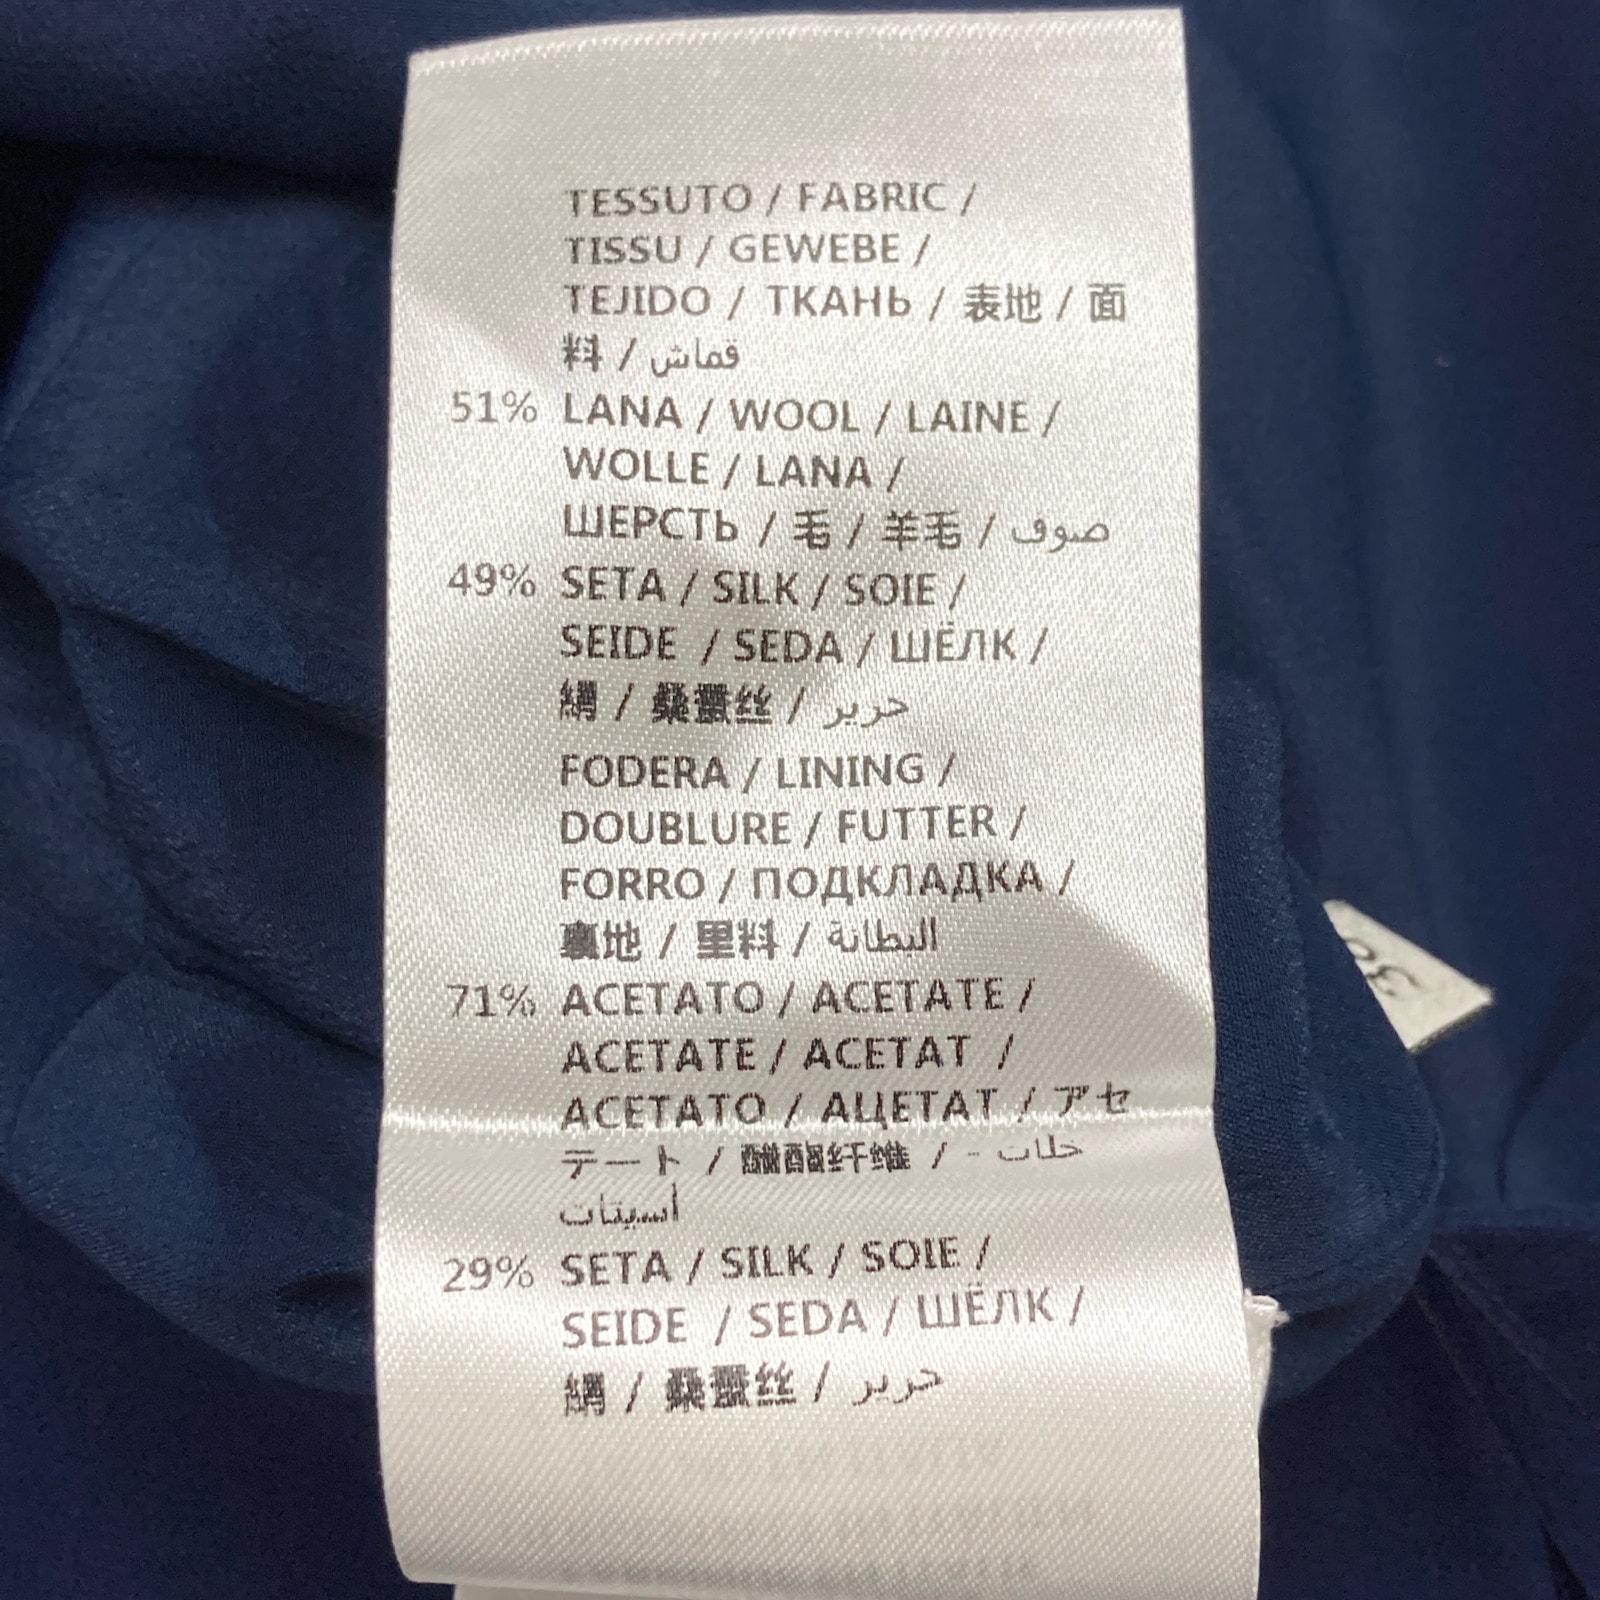 TESSUTO / FABRIC /
TISSU / GEWEBE /
TEJIDO / ТКАНЬ / 表地 / 面
料 / قماش
51% LANA / WOOL / LAINE /
WOLLE / LANA /
ШЕРСТЬ / 毛 / 羊毛 / صوف
49% SETA / SILK / SOIE /
SEIDE / SEDA / ШЁЛК /
絹 / 桑蚕丝 / حرير
FODERA / LINING /
DOUBLURE / FUTTER /
FORRO / ПОДКЛАДКА /
裏地 / 里料 / البطانة
71% ACETATO / ACETATE /
ACETATE / ACETAT /
ACETATO / АЦЕТАТ / アセ
テート / 醋酯纤维 / - خلات
أسيتات
29% SETA / SILK / SOIE /
SEIDE / SEDA / ШЁЛК /
絹 / 桑蚕丝 / حرير